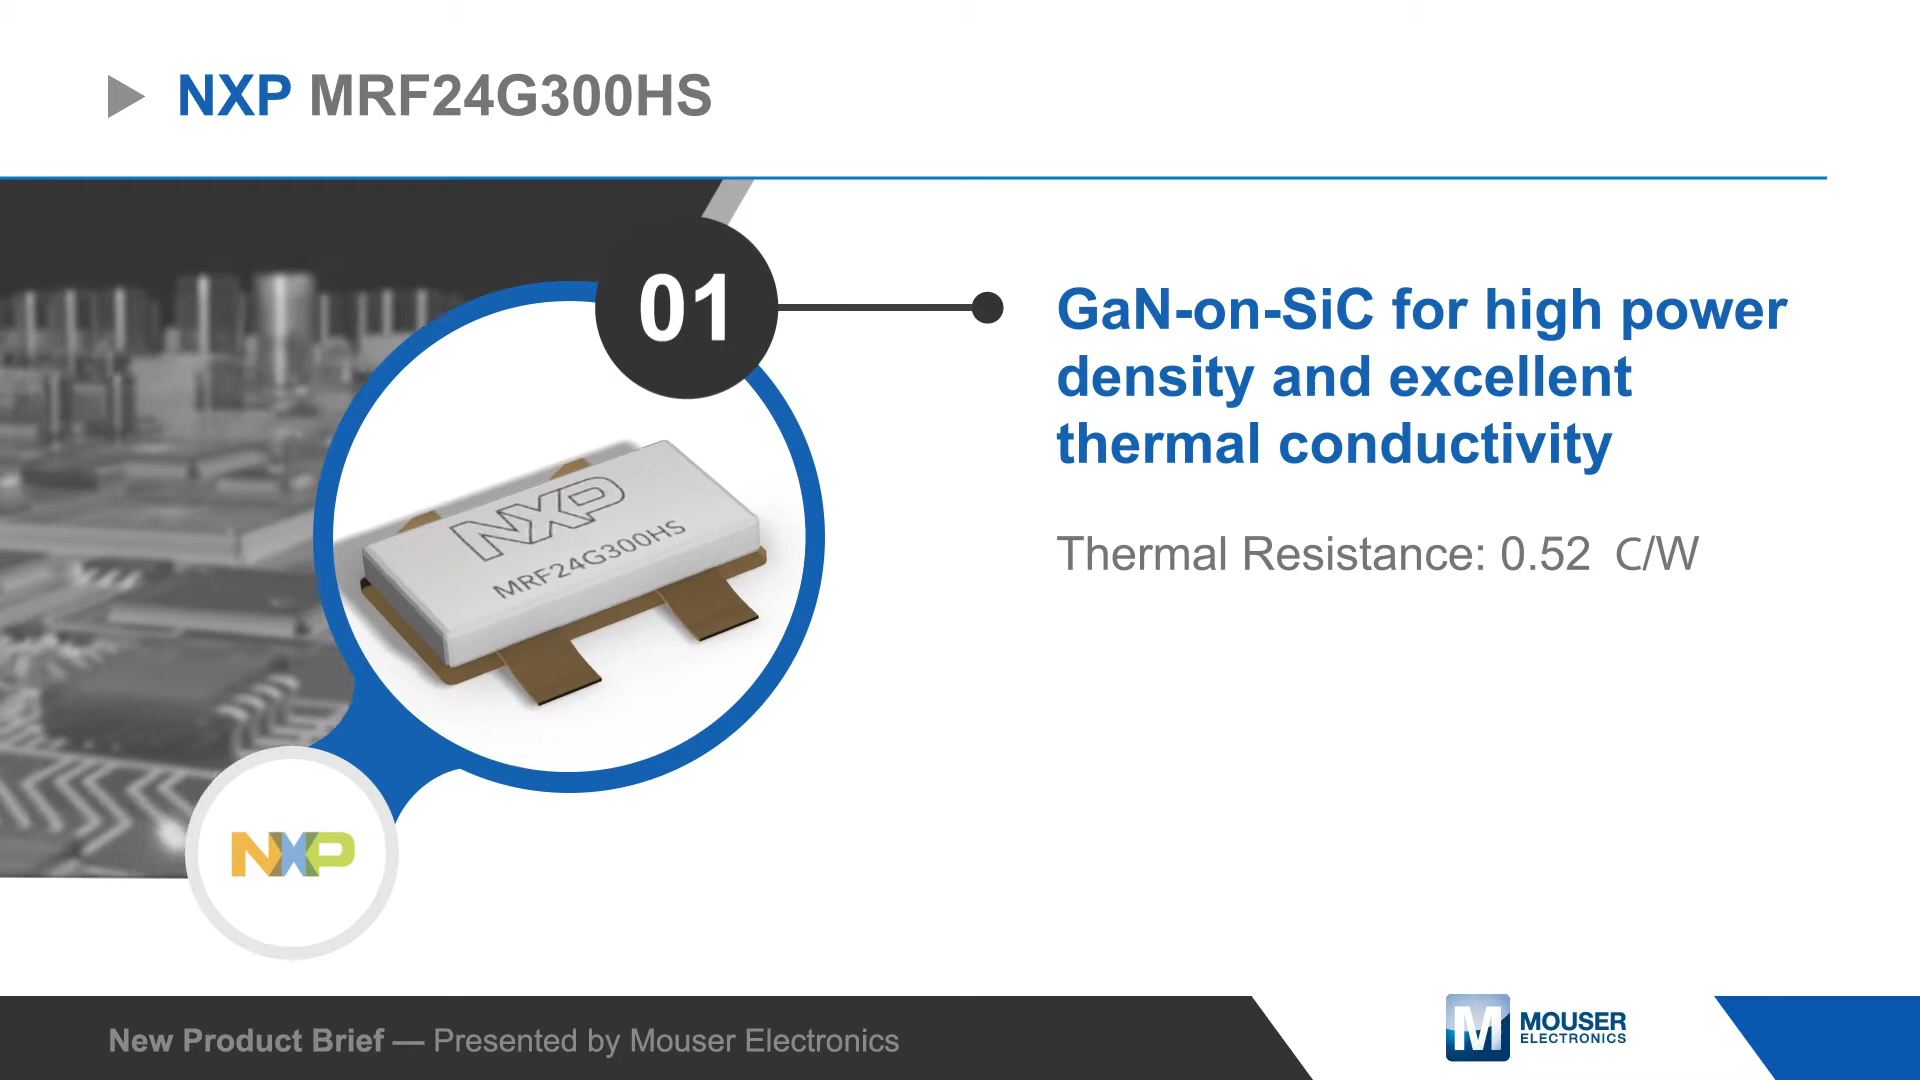 NXP MRF24G300HS
01
GaN-on-SiC for high power
density and excellent
thermal conductivity
Thermal Resistance: 0.52 C/W
NXP
MRF24G300HS
NXP
New Product Brief — Presented by Mouser Electronics
M
MOUSER
ELECTRONICS